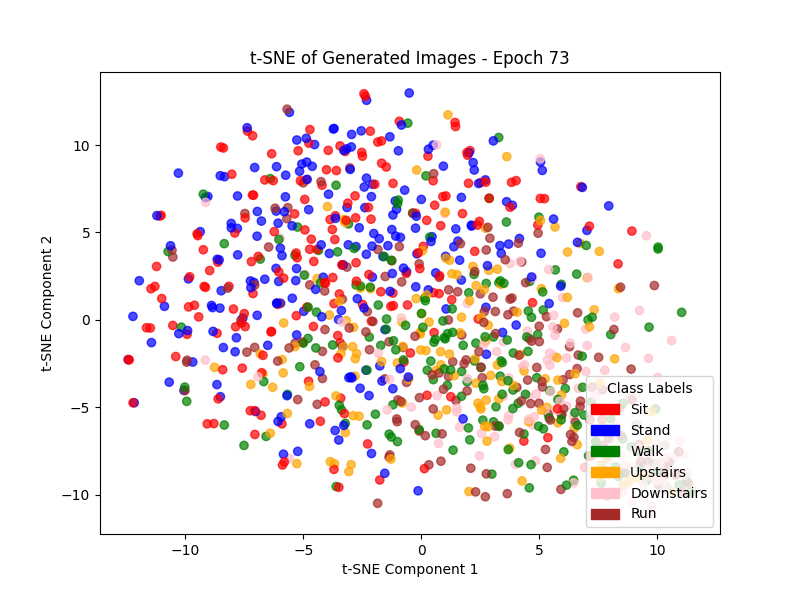 t-SNE of Generated Images - Epoch 73
t-SNE Component 2
10
5
0
−5
−10
Class Labels
Sit
Stand
Walk
Upstairs
Downstairs
Run
−10
−5
0
5
10
t-SNE Component 1